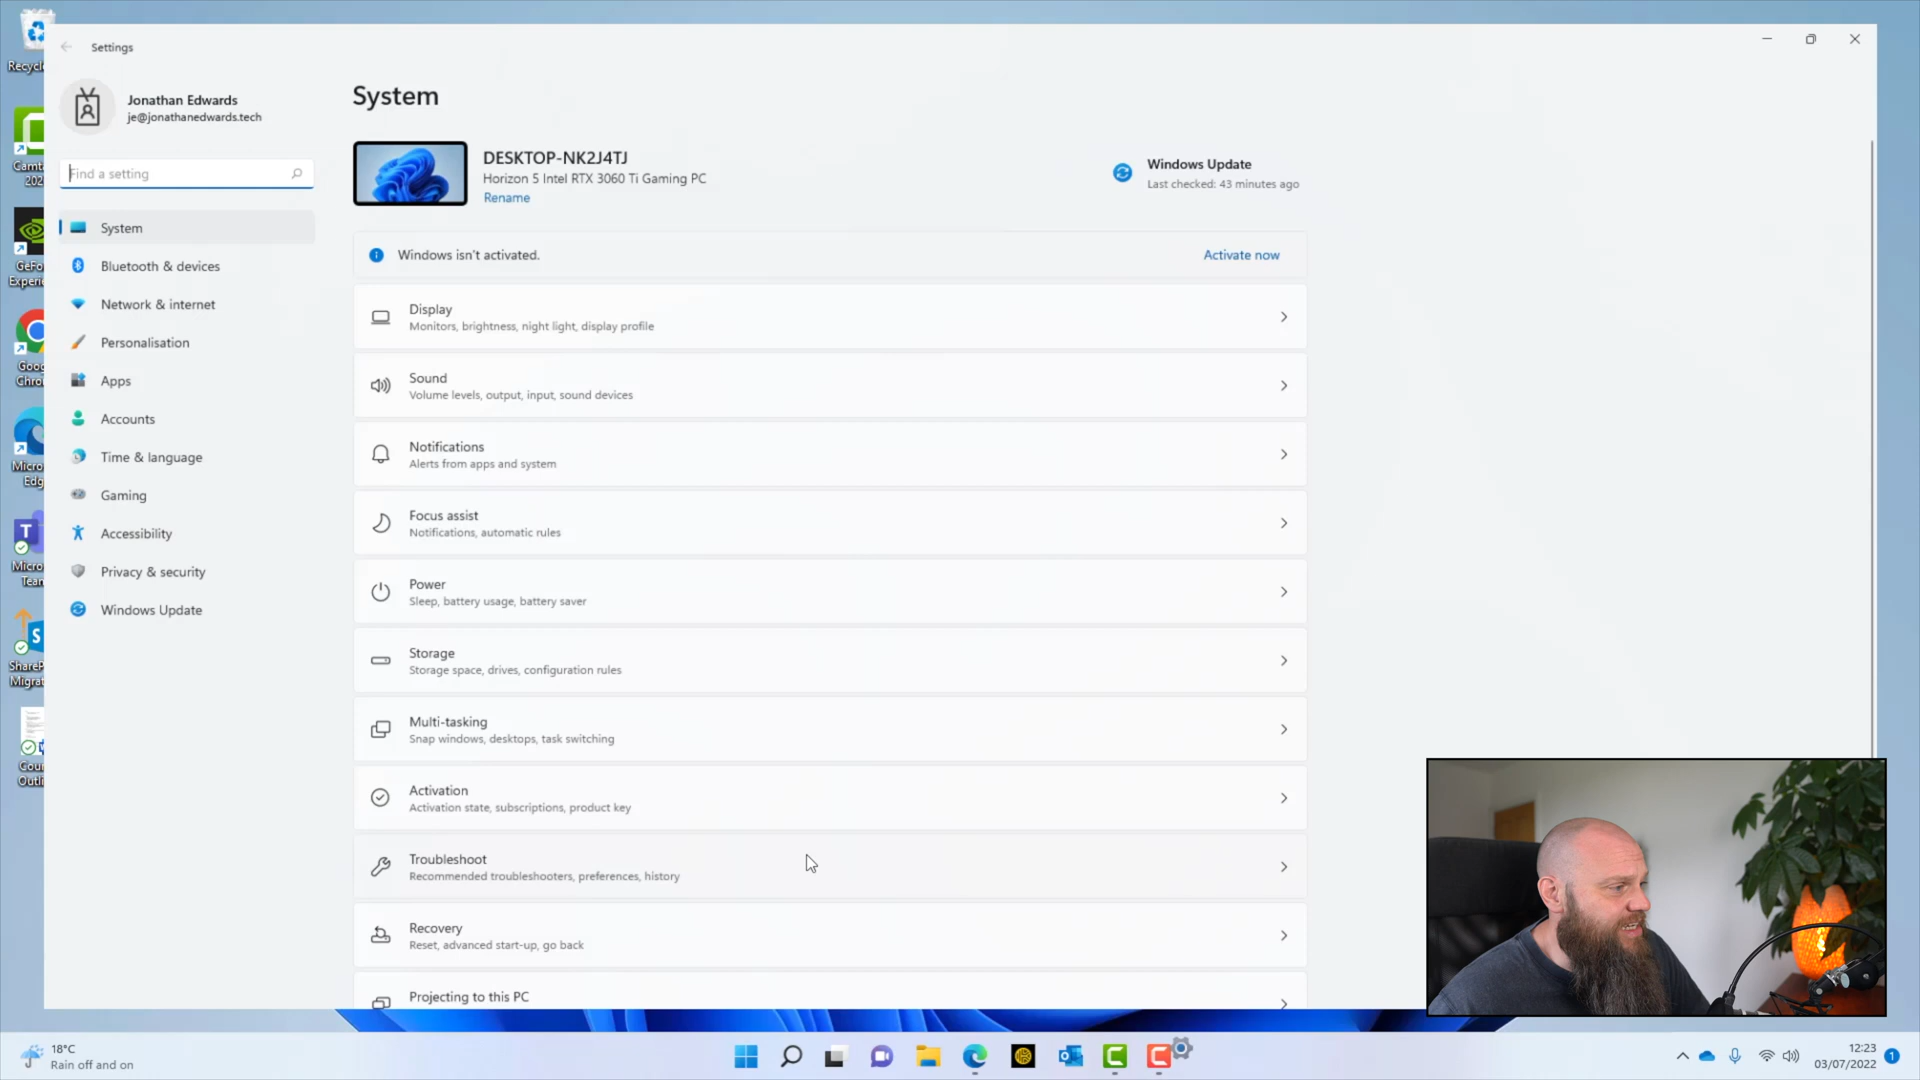 Settings
Jonathan Edwards
je@jonathanedwards.tech
Find a setting
System
Bluetooth & devices
Network & internet
Personalisation
Apps
Accounts
Time & language
Gaming
Accessibility
Privacy & security
Windows Update
System
DESKTOP-NK2J4TJ
Horizon 5 Intel RTX 3060 Ti Gaming PC
Rename
Windows Update
Last checked: 43 minutes ago
Windows isn't activated.
Activate now
Display
Monitors, brightness, night light, display profile
Sound
Volume levels, output, input, sound devices
Notifications
Alerts from apps and system
Focus assist
Notifications, automatic rules
Power
Sleep, battery usage, battery saver
Storage
Storage space, drives, configuration rules
Multi-tasking
Snap windows, desktops, task switching
Activation
Activation state, subscriptions, product key
Troubleshoot
Recommended troubleshooters, preferences, history
Recovery
Reset, advanced start-up, go back
Projecting to this PC
18°C
Rain off and on
12:23
03/07/2022
1